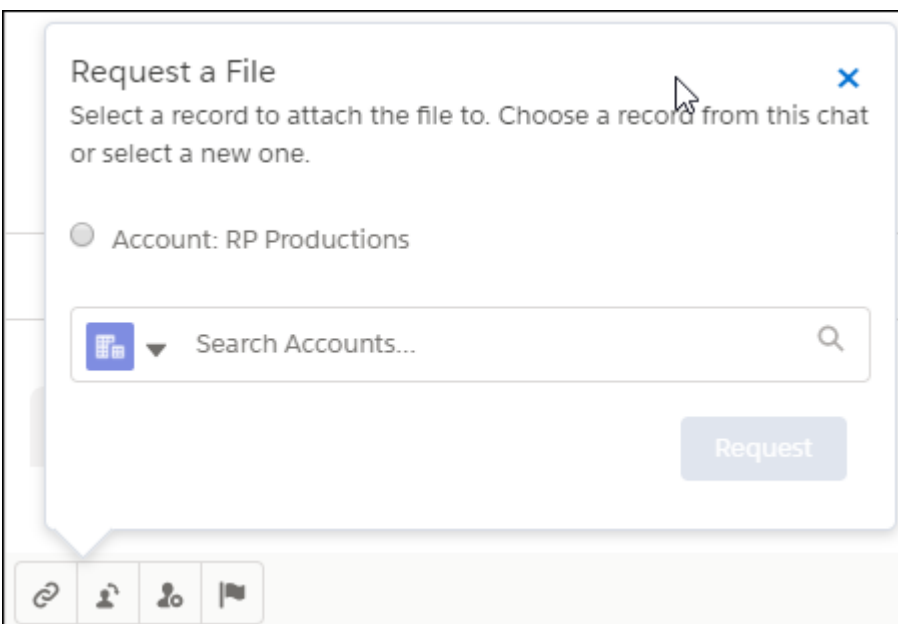 Request a File
Select a record to attach the file to. Choose a record from this chat
or select a new one.
Account: RP Productions
Search Accounts...
Request